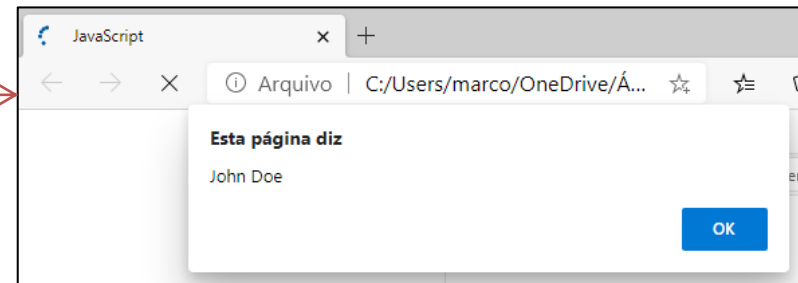 JavaScript
Arquivo | C:/Users/marco/OneDrive/Á...
Esta página diz
John Doe
OK